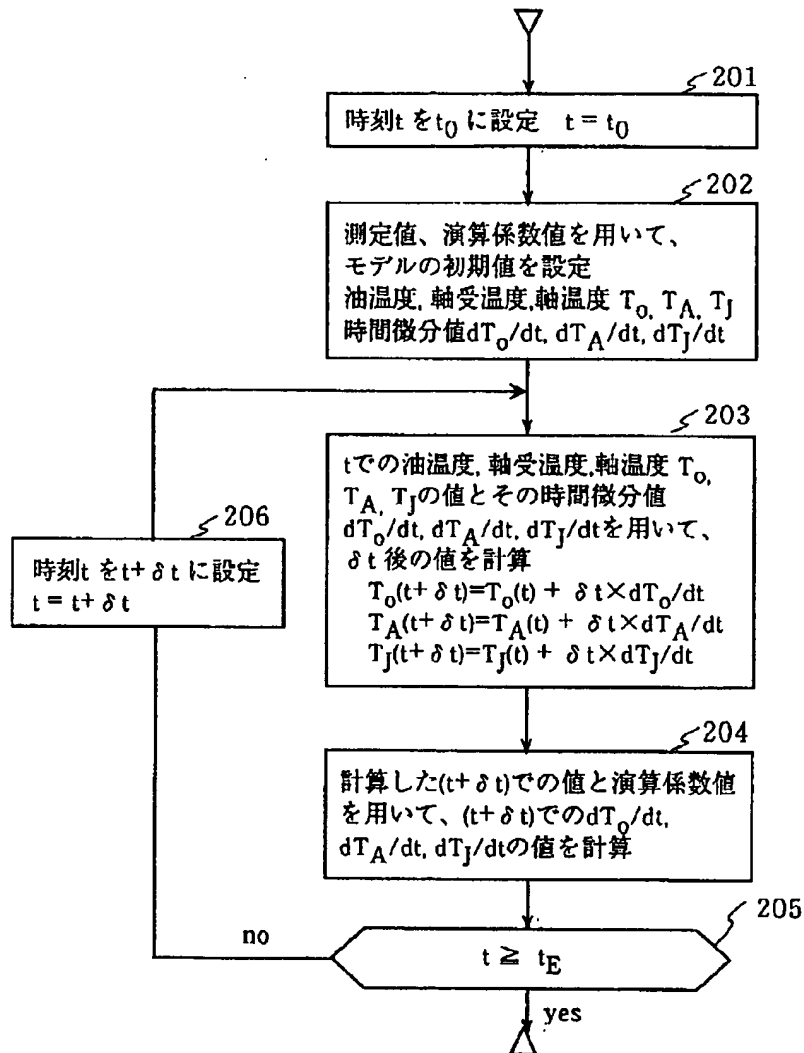 201
時刻t をt0 に設定 t = t0
202
測定値、演算係数値を用いて、
モデルの初期値を設定
油温度, 軸受温度,軸温度 To, TA, TJ
時間微分値dTo/dt, dTA/dt, dTJ/dt
203
tでの油温度, 軸受温度,軸温度 To,
TA, TJの値とその時間微分値
dTo/dt, dTA/dt, dTJ/dtを用いて、
δt 後の値を計算
To(t+δt)=To(t) + δt×dTo/dt
TA(t+δt)=TA(t) + δt×dTA/dt
TJ(t+δt)=TJ(t) + δt×dTJ/dt
206
時刻t をt+δt に設定
t = t+δt
204
計算した(t+δt)での値と演算係数値
を用いて、(t+δt)でのdTo/dt,
dTA/dt, dTJ/dtの値を計算
205
no
t ≧ tE
yes